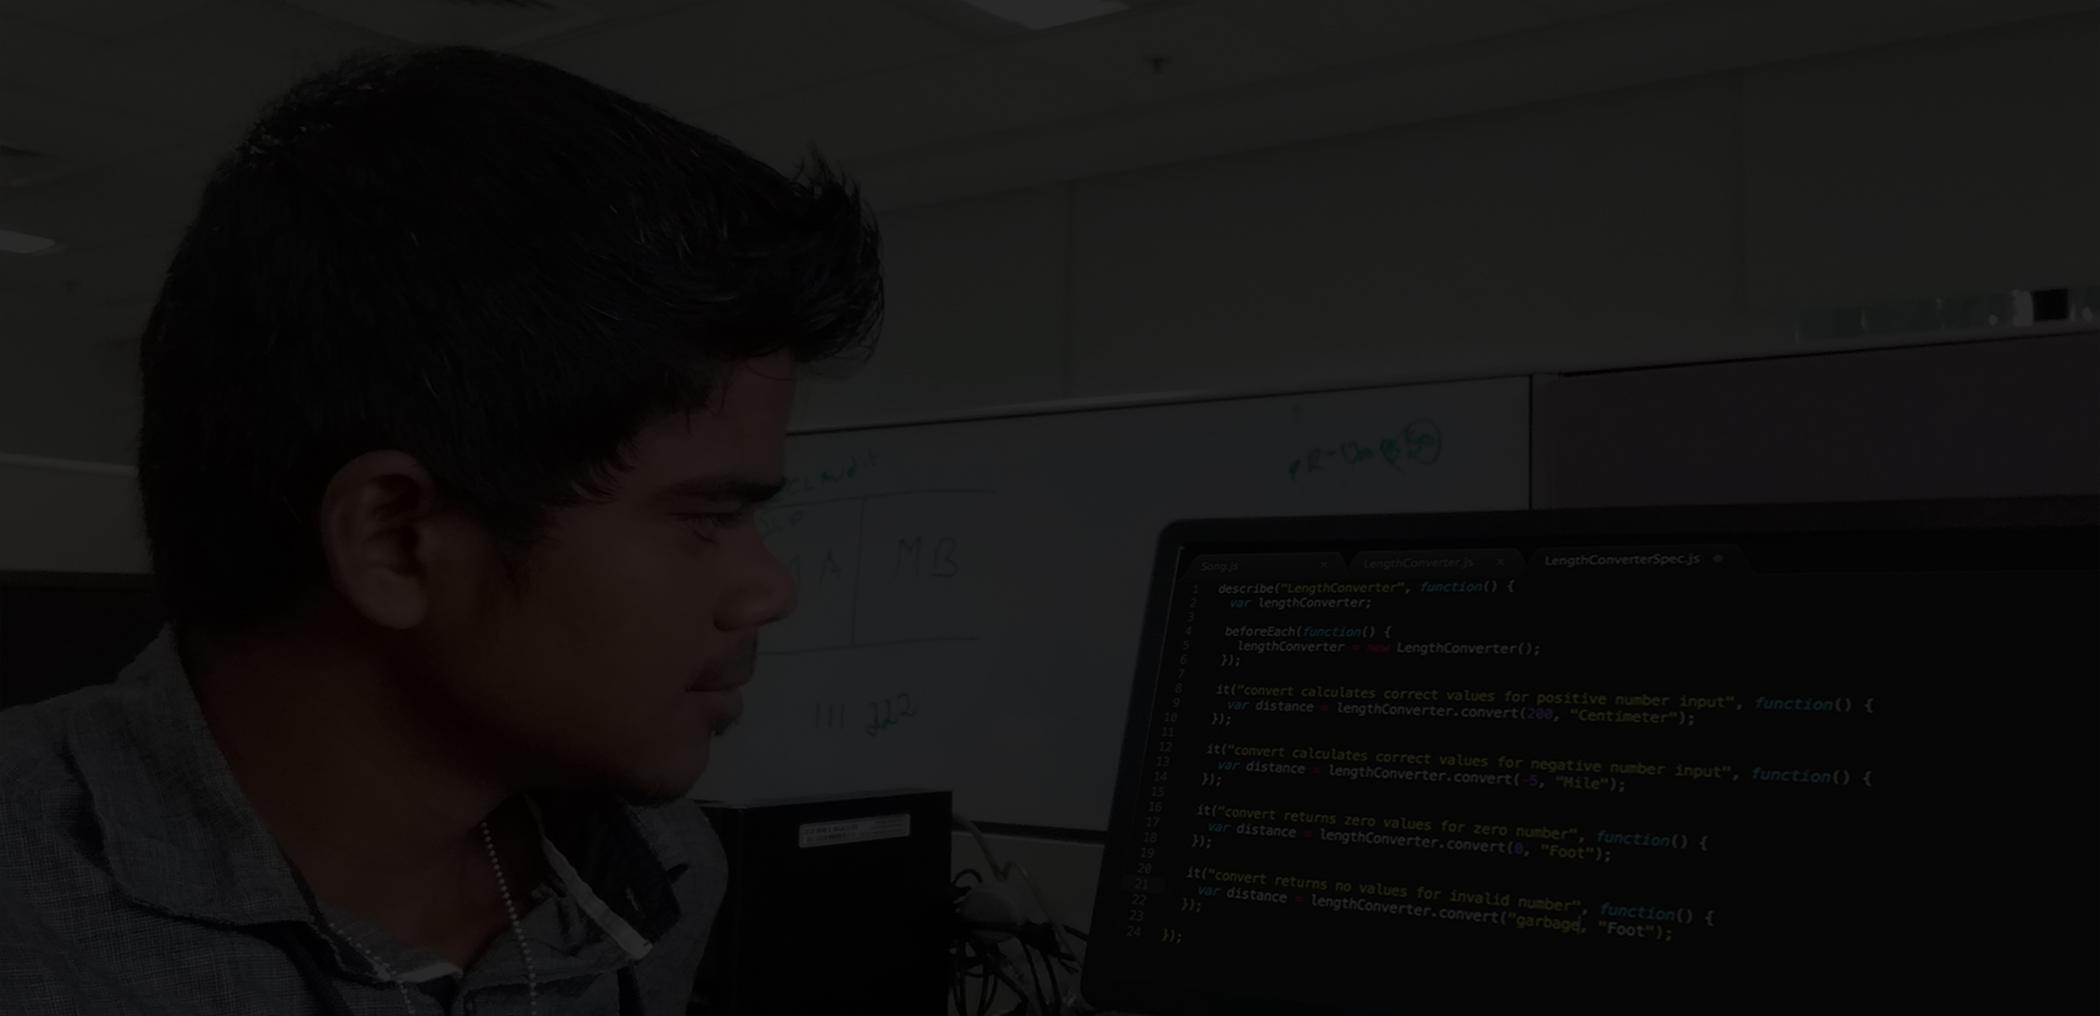 MB
111 222
Song.js × LengthConverter.js × LengthConverterSpec.js
1 describe("LengthConverter", function() {
2 var lengthConverter;
3
4 beforeEach(function() {
5 lengthConverter = new LengthConverter();
6 });
7
8 it("convert calculates correct values for positive number input", function() {
9 var distance = lengthConverter.convert(200, "Centimeter");
10 });
11
12 it("convert calculates correct values for negative number input", function() {
13 var distance = lengthConverter.convert(-5, "Mile");
14 });
15
16 it("convert returns zero values for zero number", function() {
17 var distance = lengthConverter.convert(0, "Foot");
18 });
19
20 it("convert returns no values for invalid number", function() {
21 var distance = lengthConverter.convert("garbage, "Foot");
22 });
23
24 });